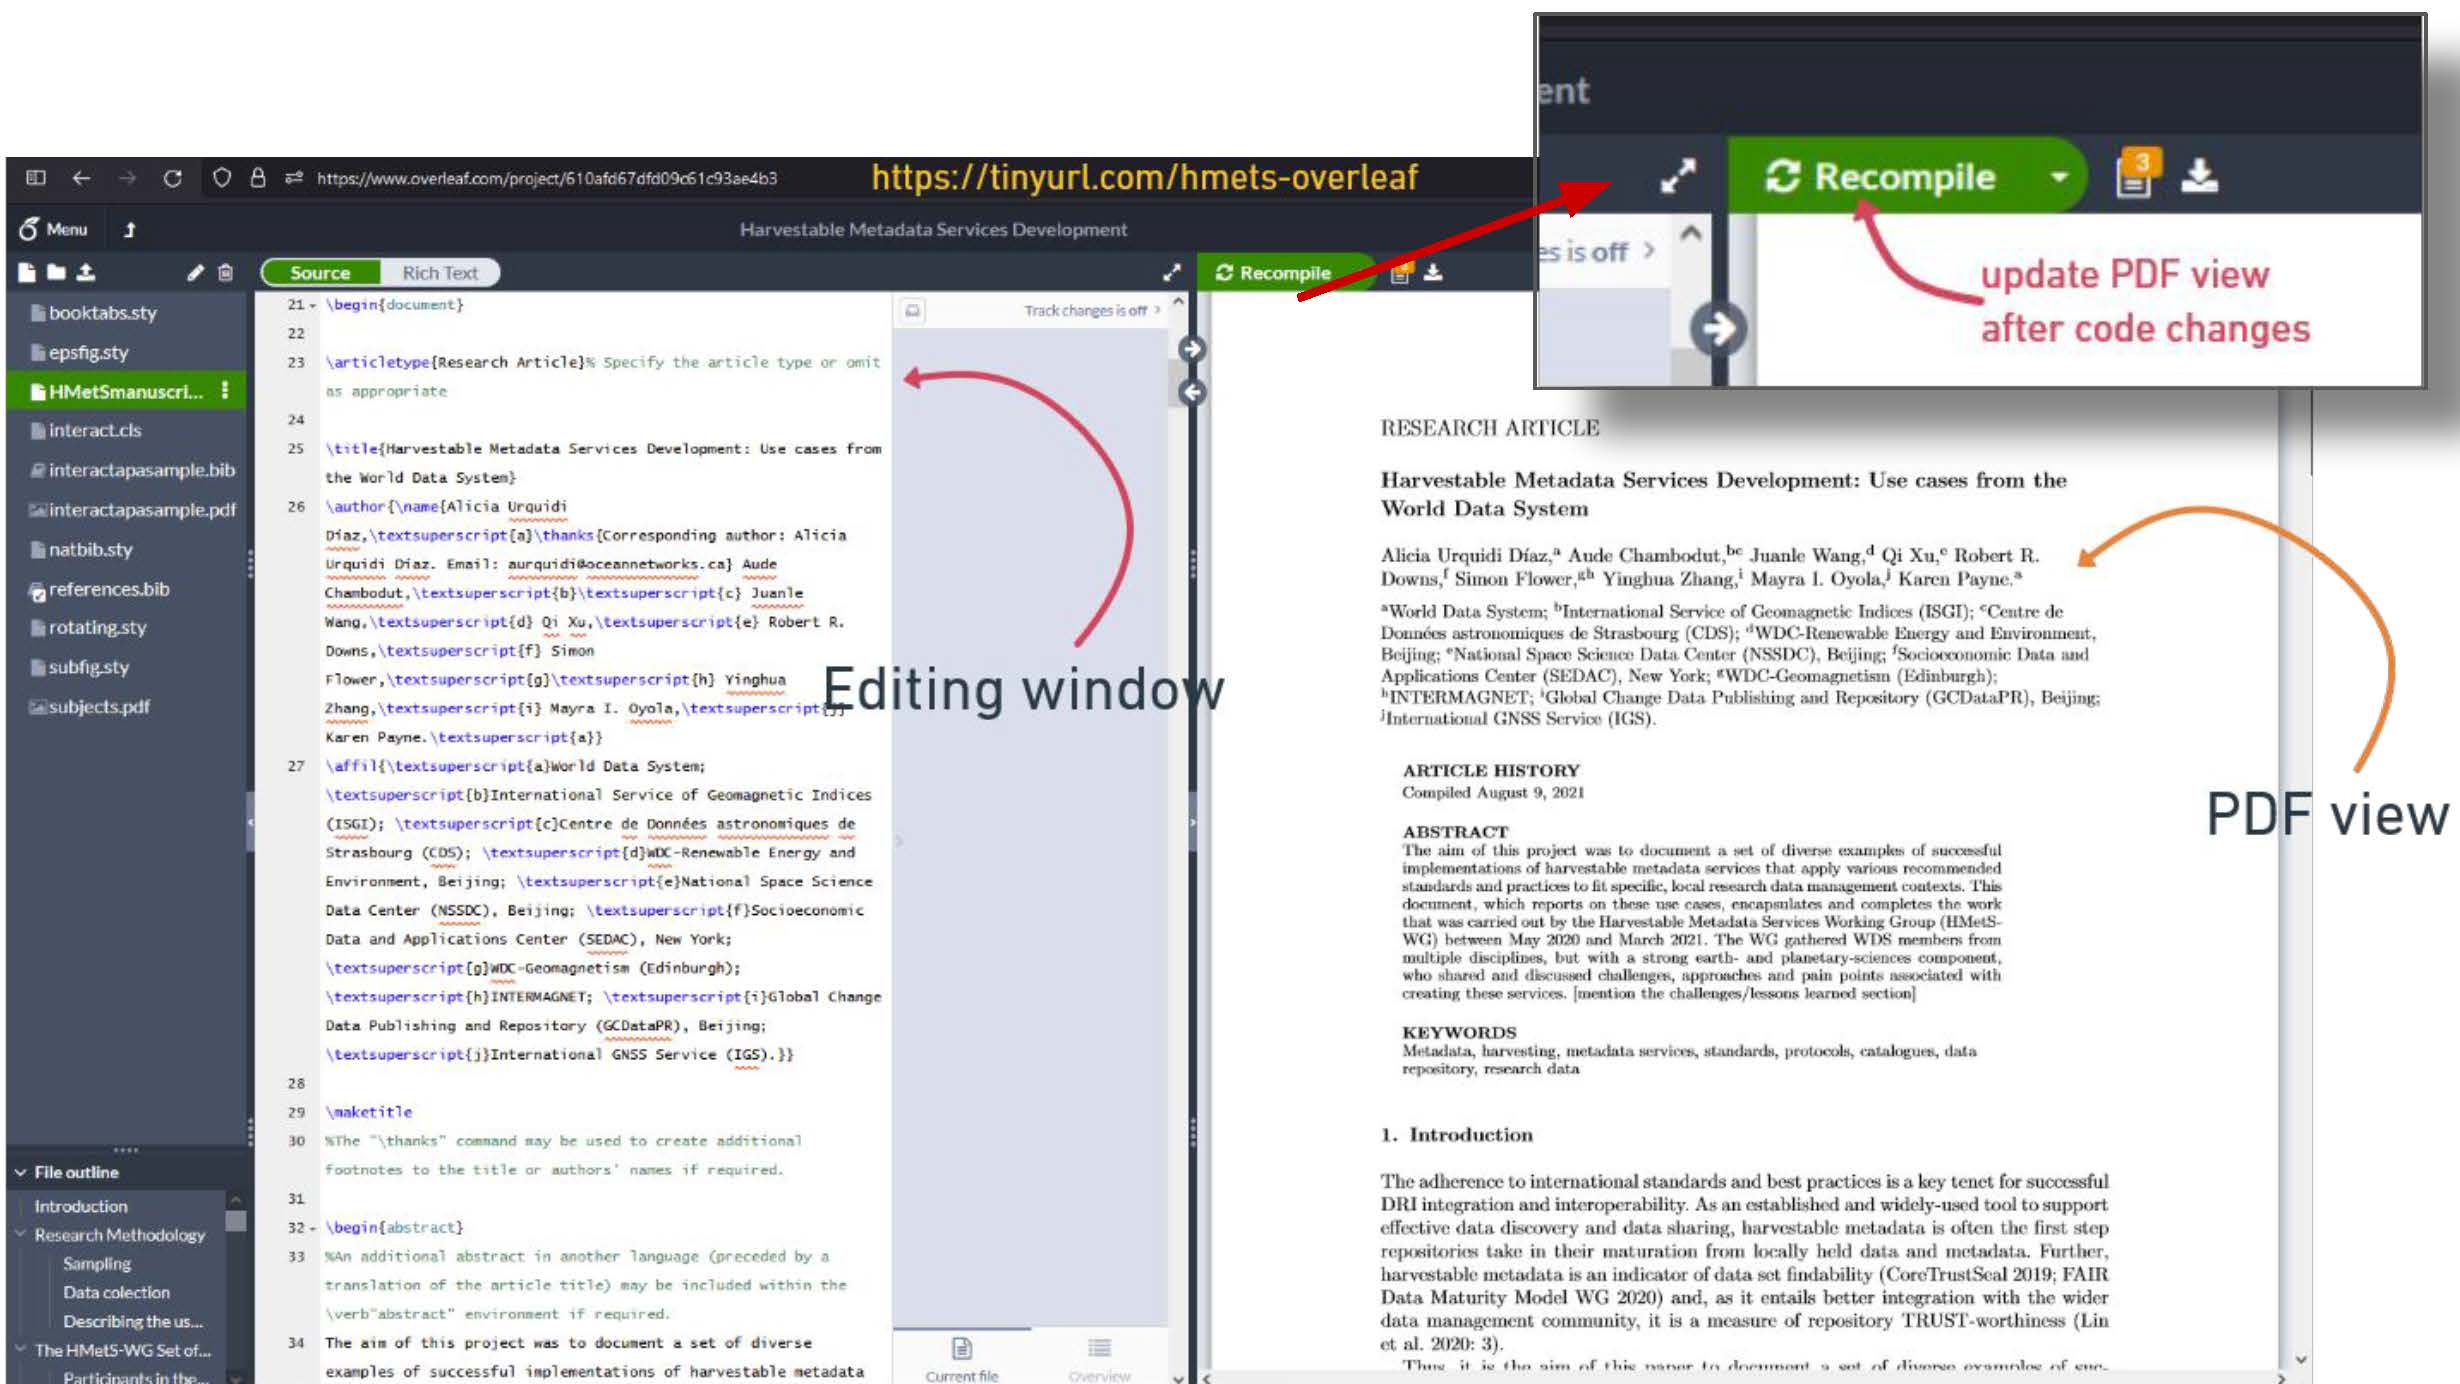 ent
Recompile
3
es is off >
update PDF view
after code changes
https://www.overleaf.com/project/610afd67dfd09c61c93ae4b3
https://tinyurl.com/hmets-overleaf
Menu
Harvestable Metadata Services Development
Source
Rich Text
Recompile
booktabs.sty
epsfig.sty
HMetSmanuscri...
interact.cls
interactapasample.bib
interactapasample.pdf
natbib.sty
references.bib
rotating.sty
subfig.sty
subjects.pdf
File outline
Introduction
Research Methodology
Sampling
Data colection
Describing the us...
The HMetS-WG Set of...
Participants in the...
21 \begin{document}
22
23 \articletype{Research Article}% Specify the article type or omit
as appropriate
24
25 \title{Harvestable Metadata Services Development: Use cases from
the World Data System}
26 \author{\name{Alicia Urquidi
Díaz,\textsuperscript{a}\thanks{Corresponding author: Alicia
Urquidi Díaz. Email: aurquidi@oceannetworks.ca} Aude
Chambodut,\textsuperscript{b}\textsuperscript{c} Juanle
Wang,\textsuperscript{d} Qi Xu,\textsuperscript{e} Robert R.
Downs,\textsuperscript{f} Simon
Flower,\textsuperscript{g}\textsuperscript{h} Yinghua
Zhang,\textsuperscript{i} Mayra I. Oyola,\textsuperscript{j}
Karen Payne.\textsuperscript{a}}
27 \affil{\textsuperscript{a}World Data System;
\textsuperscript{b}International Service of Geomagnetic Indices
(ISGI); \textsuperscript{c}Centre de Données astronomiques de
Strasbourg (CDS); \textsuperscript{d}WDC-Renewable Energy and
Environment, Beijing; \textsuperscript{e}National Space Science
Data Center (NSSDC), Beijing; \textsuperscript{f}Socioeconomic
Data and Applications Center (SEDAC), New York;
\textsuperscript{g}WDC-Geomagnetism (Edinburgh);
\textsuperscript{h}INTERMAGNET; \textsuperscript{i}Global Change
Data Publishing and Repository (GCDataPR), Beijing;
\textsuperscript{j}International GNSS Service (IGS).}}
28
29 \maketitle
30 %The "\thanks" command may be used to create additional
footnotes to the title or authors' names if required.
31
32 \begin{abstract}
33 %An additional abstract in another language (preceded by a
translation of the article title) may be included within the
\verb"abstract" environment if required.
34 The aim of this project was to document a set of diverse
examples of successful implementations of harvestable metadata
Track changes is off >
Editing window
Current file
Overview
RESEARCH ARTICLE
Harvestable Metadata Services Development: Use cases from the
World Data System
Alicia Urquidi Díaz,a Aude Chambodut,bc Juanle Wang,d Qi Xu,e Robert R.
Downs,f Simon Flower,gh Yinghua Zhang,i Mayra I. Oyola,j Karen Payne.a
aWorld Data System; bInternational Service of Geomagnetic Indices (ISGI); cCentre de
Données astronomiques de Strasbourg (CDS); dWDC-Renewable Energy and Environment,
Beijing; eNational Space Science Data Center (NSSDC), Beijing; fSocioeconomic Data and
Applications Center (SEDAC), New York; gWDC-Geomagnetism (Edinburgh);
hINTERMAGNET; iGlobal Change Data Publishing and Repository (GCDataPR), Beijing;
jInternational GNSS Service (IGS).
ARTICLE HISTORY
Compiled August 9, 2021
ABSTRACT
The aim of this project was to document a set of diverse examples of successful
implementations of harvestable metadata services that apply various recommended
standards and practices to fit specific, local research data management contexts. This
document, which reports on these use cases, encapsulates and completes the work
that was carried out by the Harvestable Metadata Services Working Group (HMetS-
WG) between May 2020 and March 2021. The WG gathered WDS members from
multiple disciplines, but with a strong earth- and planetary-sciences component,
who shared and discussed challenges, approaches and pain points associated with
creating these services. [mention the challenges/lessons learned section]
KEYWORDS
Metadata, harvesting, metadata services, standards, protocols, catalogues, data
repository, research data
1. Introduction
The adherence to international standards and best practices is a key tenet for successful
DRI integration and interoperability. As an established and widely-used tool to support
effective data discovery and data sharing, harvestable metadata is often the first step
repositories take in their maturation from locally held data and metadata. Further,
harvestable metadata is an indicator of data set findability (CoreTrustSeal 2019; FAIR
Data Maturity Model WG 2020) and, as it entails better integration with the wider
data management community, it is a measure of repository TRUST-worthiness (Lin
et al. 2020: 3).
Thus, it is the aim of this paper to document a set of diverse examples of suc-
PDF view